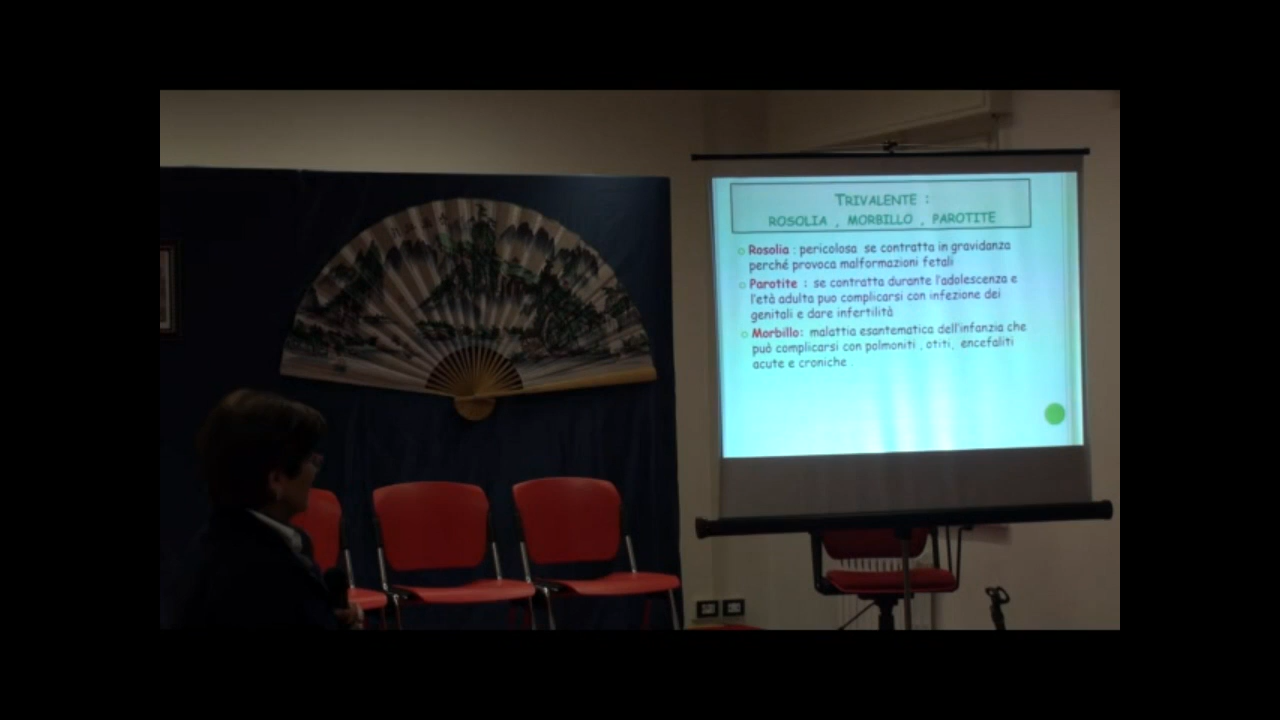 TRIVALENTE :
ROSOLIA , MORBILLO , PAROTITE
Rosolia : pericolosa se contratta in gravidanza
perché provoca malformazioni fetali
Parotite : se contratta durante l'adolescenza e
l'età adulta puo complicarsi con infezione dei
genitali e dare infertilità
Morbillo: malattia esantematica dell'infanzia che
può complicarsi con polmoniti , otiti, encefaliti
acute e croniche .